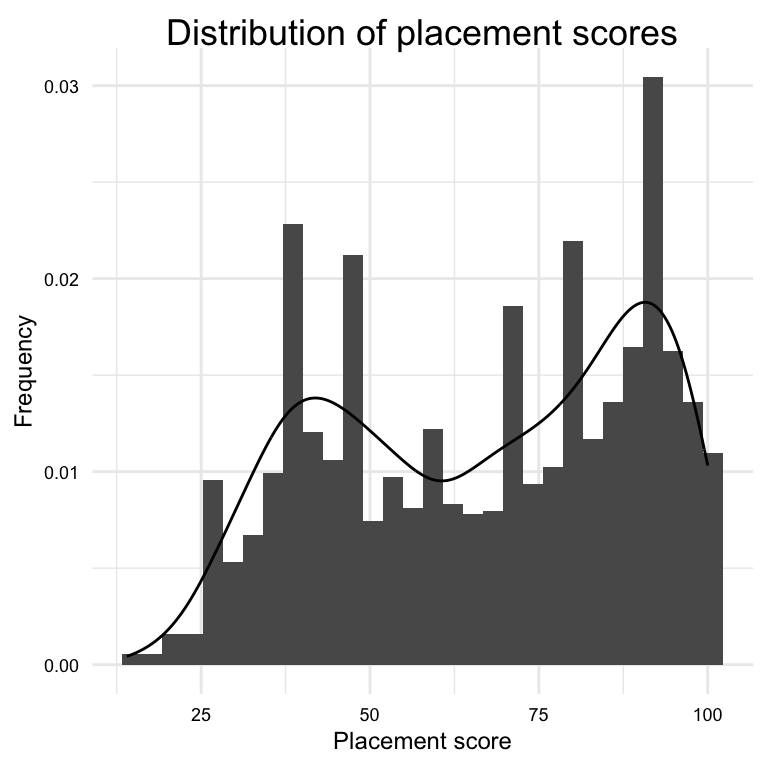 Distribution of placement scores
0.03
0.02
0.01
0.00
Frequency
25 50 75 100
Placement score